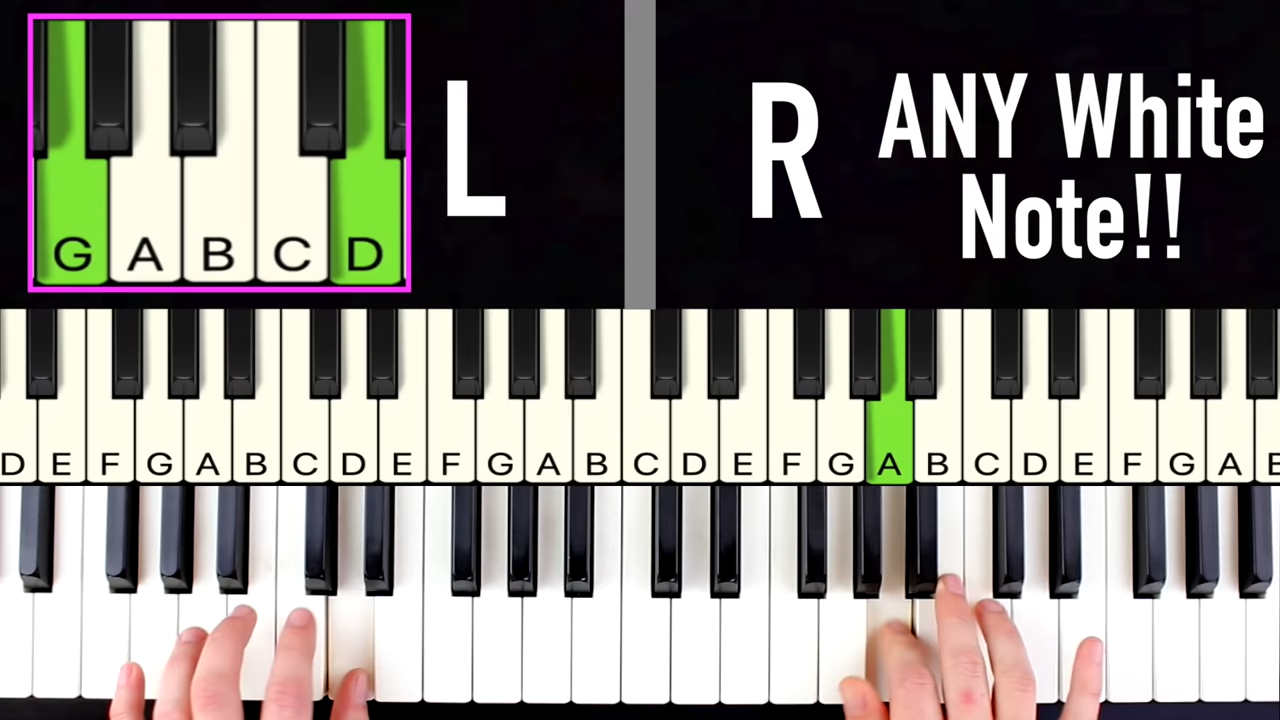 G A B C D
L
R
ANY White
Note!!
D E F G A B C D E F G A B C D E F G A B C D E F G A